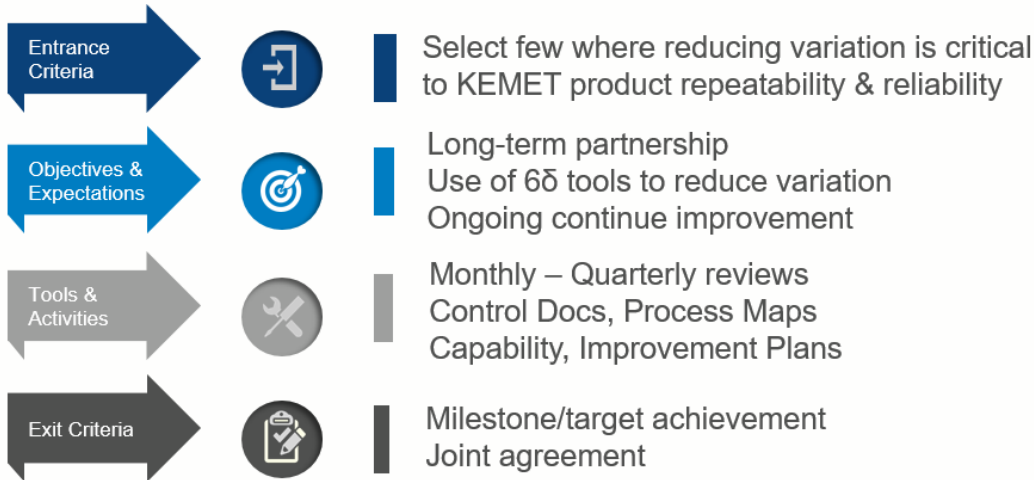 Entrance
Criteria
Select few where reducing variation is critical
to KEMET product repeatability & reliability
Objectives &
Expectations
Long-term partnership
Use of 6δ tools to reduce variation
Ongoing continue improvement
Tools &
Activities
Monthly – Quarterly reviews
Control Docs, Process Maps
Capability, Improvement Plans
Exit Criteria
Milestone/target achievement
Joint agreement